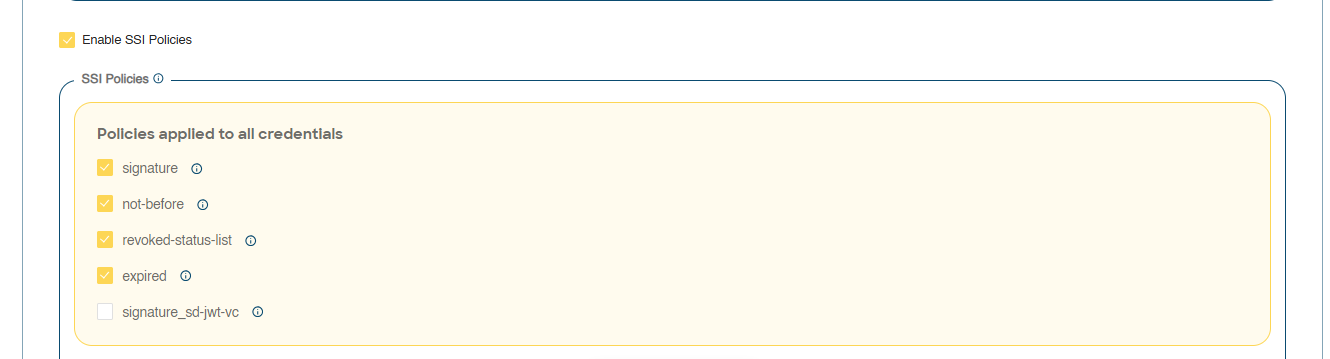 Enable SSI Policies
SSI Policies
Policies applied to all credentials
signature
not-before
revoked-status-list
expired
signature_sd-jwt-vc